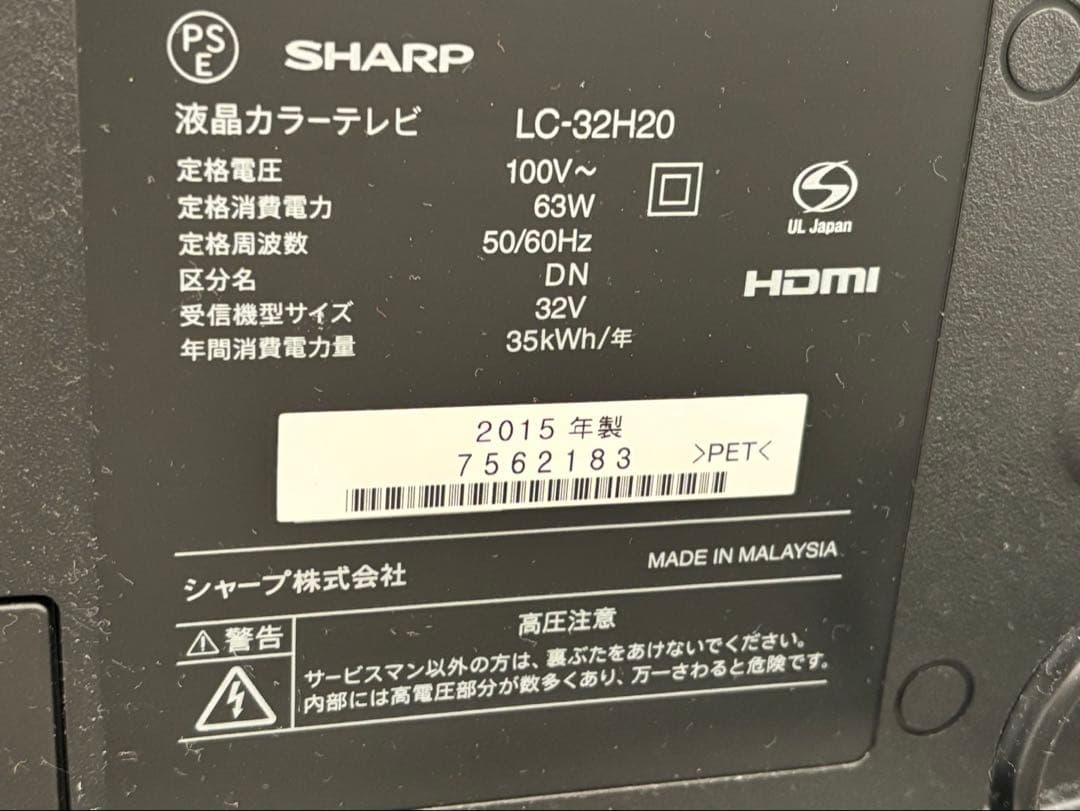 PSE
SHARP
液晶カラーテレビ LC-32H20
定格電圧 100V～
定格消費電力 63W
定格周波数 50/60Hz
区分名 DN
受信機型サイズ 32V
年間消費電力量 35kWh/年
UL Japan
HDMI
2015 年製
7562183
>PET<
シャープ株式会社 MADE IN MALAYSIA
警告
高圧注意
サービスマン以外の方は、裏ぶたをあけないでください。
内部には高電圧部分が数多くあり、万一さわると危険です。